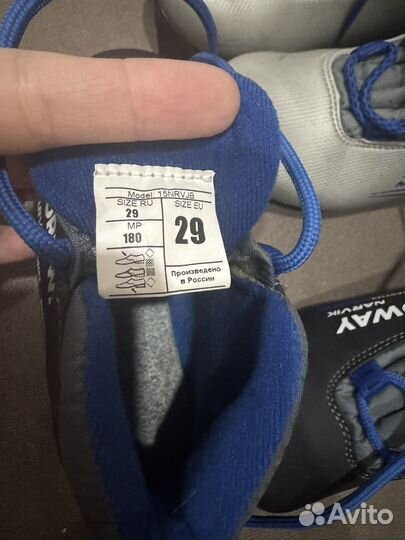 Model: 15NRVJB
SIZE RU
29
MP
180
SIZE EU
29
Произведено
в России
WAY
NARVIK
Avito